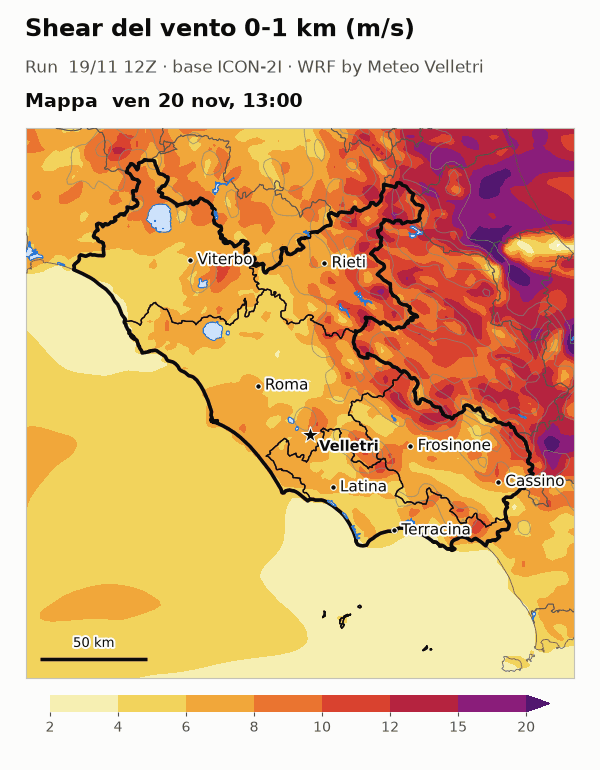 Shear del vento 0-1 km (m/s)
Run  19/11 12Z · base ICON-2I · WRF by Meteo Velletri
Mappa  ven 20 nov, 13:00
Viterbo
Rieti
Roma
Velletri
Frosinone
Cassino
Latina
Terracina
50 km
2 4 6 8 10 12 15 20